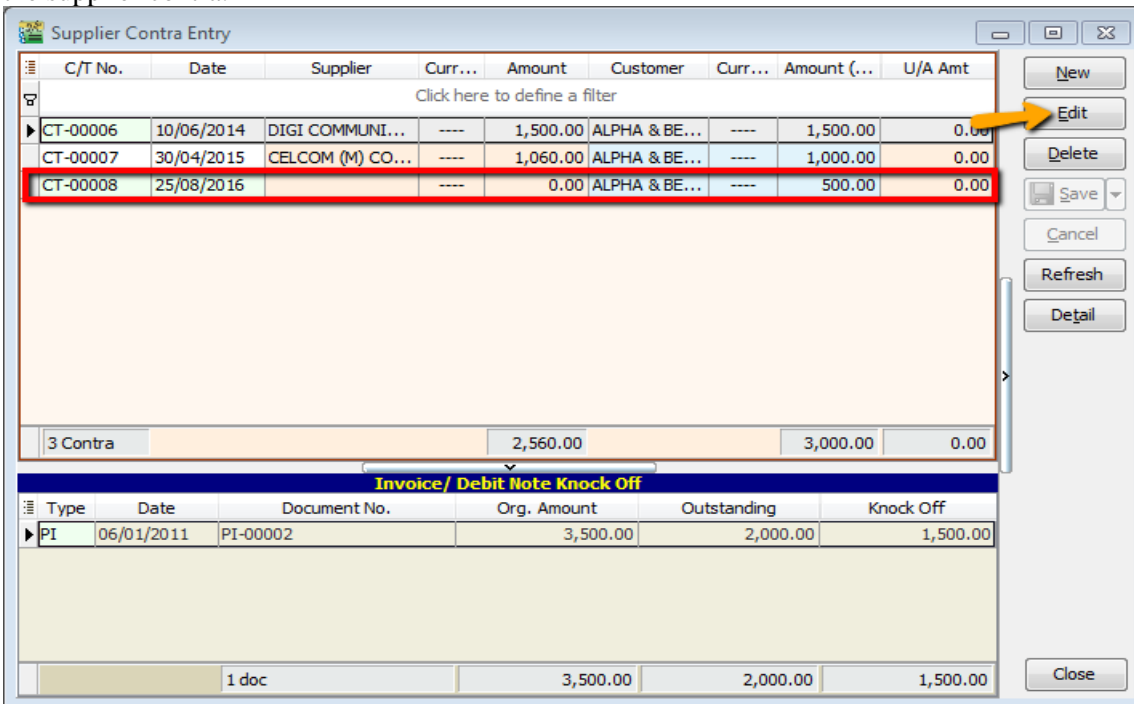 Supplier Contra Entry
C/T No. Date Supplier Curr... Amount Customer Curr... Amount (... U/A Amt
Click here to define a filter
CT-00006 10/06/2014 DIGI COMMUNI... ---- 1,500.00 ALPHA & BE... ---- 1,500.00 0.00
CT-00007 30/04/2015 CELCOM (M) CO... ---- 1,060.00 ALPHA & BE... ---- 1,000.00 0.00
CT-00008 25/08/2016 ---- 0.00 ALPHA & BE... ---- 500.00 0.00
3 Contra 2,560.00 3,000.00 0.00
New
Edit
Delete
Save
Cancel
Refresh
Detail
Invoice/ Debit Note Knock Off
Type Date Document No. Org. Amount Outstanding Knock Off
PI 06/01/2011 PI-00002 3,500.00 2,000.00 1,500.00
1 doc 3,500.00 2,000.00 1,500.00
Close